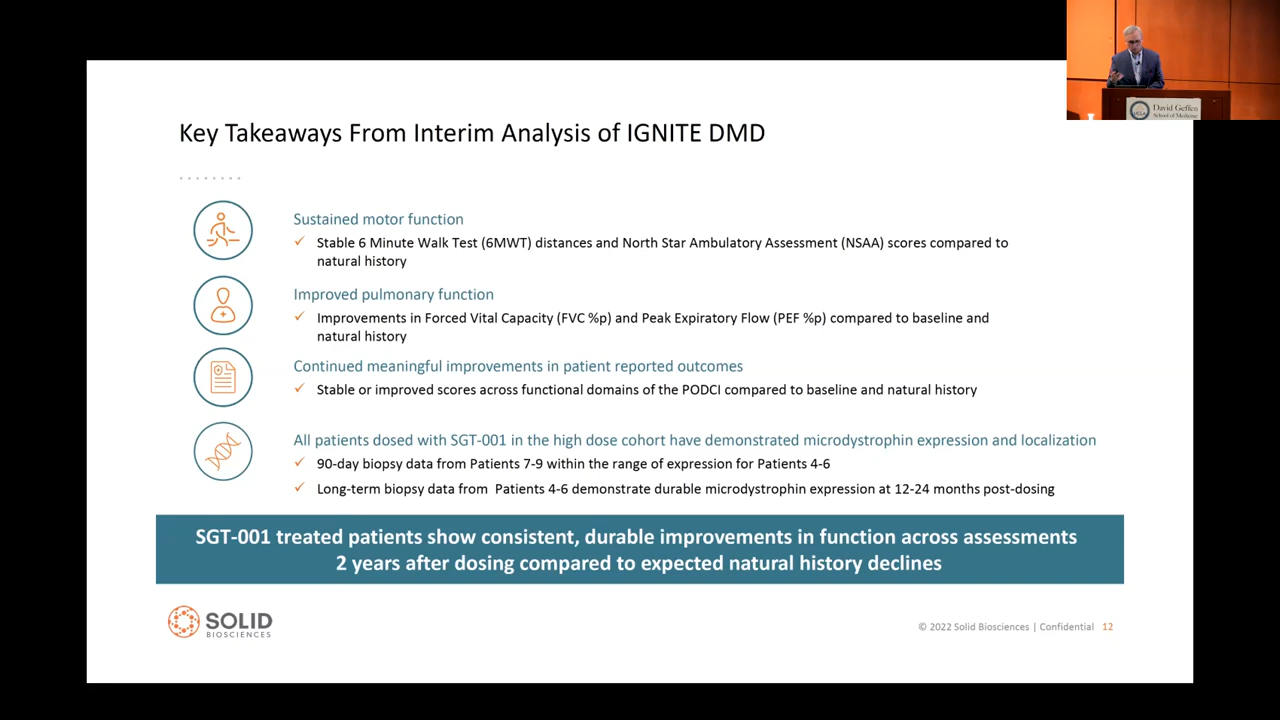 David Geffen
School of Medicine
UCLA
Key Takeaways From Interim Analysis of IGNITE DMD
Sustained motor function
Stable 6 Minute Walk Test (6MWT) distances and North Star Ambulatory Assessment (NSAA) scores compared to
natural history
Improved pulmonary function
Improvements in Forced Vital Capacity (FVC %p) and Peak Expiratory Flow (PEF %p) compared to baseline and
natural history
Continued meaningful improvements in patient reported outcomes
Stable or improved scores across functional domains of the PODCI compared to baseline and natural history
All patients dosed with SGT-001 in the high dose cohort have demonstrated microdystrophin expression and localization
90-day biopsy data from Patients 7-9 within the range of expression for Patients 4-6
Long-term biopsy data from Patients 4-6 demonstrate durable microdystrophin expression at 12-24 months post-dosing
SGT-001 treated patients show consistent, durable improvements in function across assessments
2 years after dosing compared to expected natural history declines
SOLID
BIOSCIENCES
© 2022 Solid Biosciences | Confidential 12